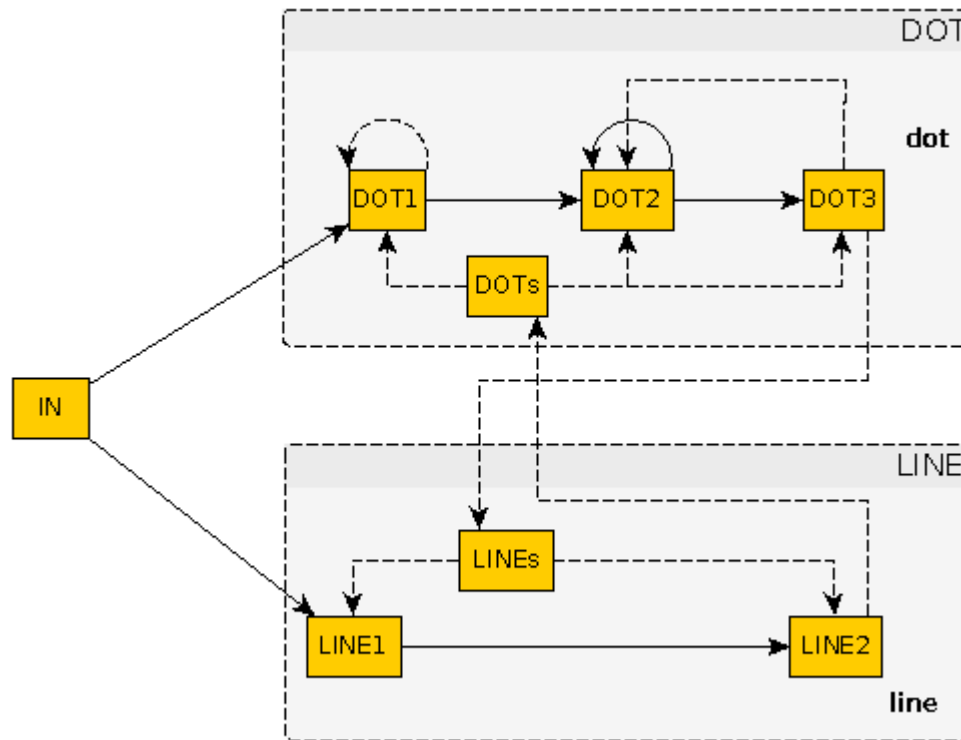 DOT
dot
DOT1
DOT2
DOT3
DOTs
IN
LINE
LINEs
LINE1
LINE2
line